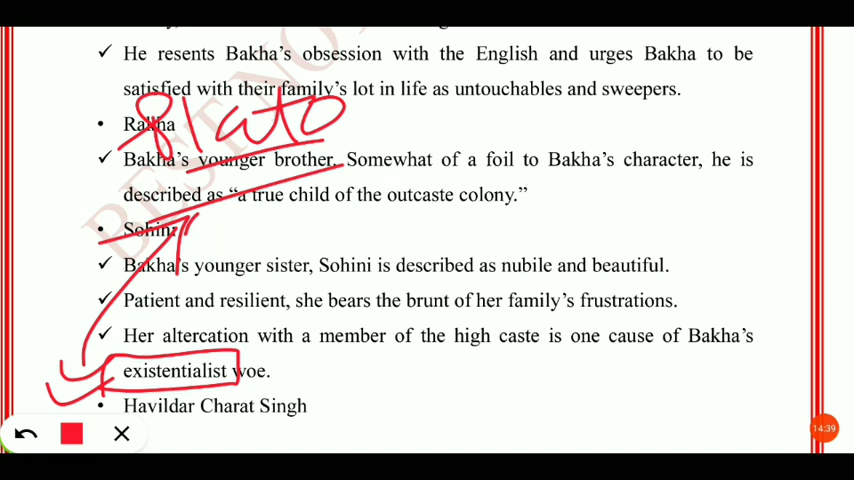 He resents Bakha's obsession with the English and urges Bakha to be
satisfied with their family's lot in life as untouchables and sweepers.
Plato
• Rakha
Bakha's younger brother. Somewhat of a foil to Bakha's character, he is
described as "a true child of the outcaste colony."
• Sohini
Bakha's younger sister, Sohini is described as nubile and beautiful.
Patient and resilient, she bears the brunt of her family's frustrations.
Her altercation with a member of the high caste is one cause of Bakha's
existentialist woe.
• Havildar Charat Singh
14:39